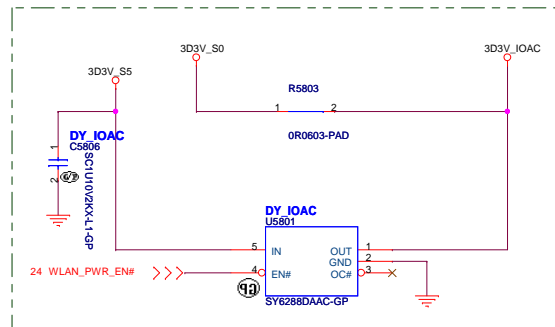 3D3V_S5
3D3V_S0
3D3V_IOAC
R5803
1
2
0R0603-PAD
DY_IOAC
C5806
1
2
SC1U10V2KX-L1-GP
DY_IOAC
U5801
5 IN
OUT 1
GND 2
24 WLAN_PWR_EN#
4 EN#
OC# 3
GP
SY6288DAAC-GP